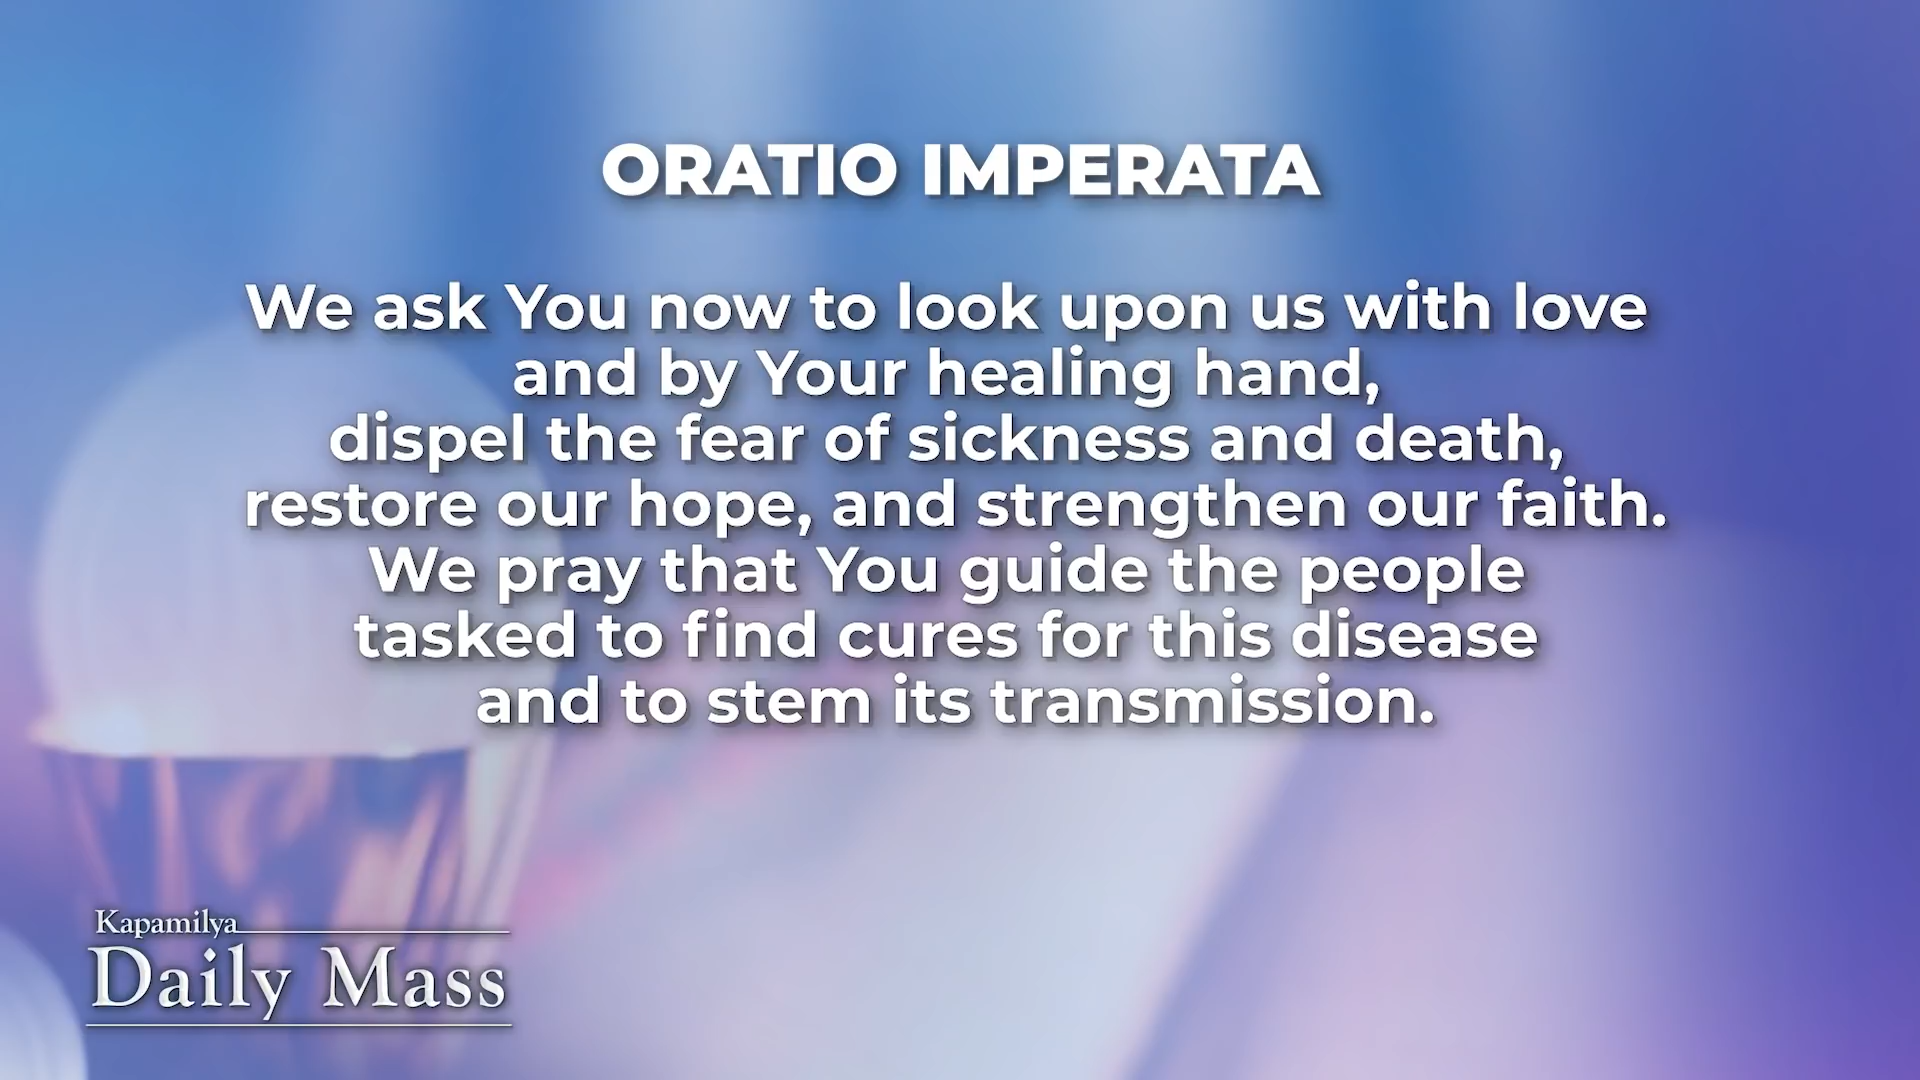 ORATIO IMPERATA
We ask You now to look upon us with love
and by Your healing hand,
dispel the fear of sickness and death,
restore our hope, and strengthen our faith.
We pray that You guide the people
tasked to find cures for this disease
and to stem its transmission.
Kapamilya
Daily Mass